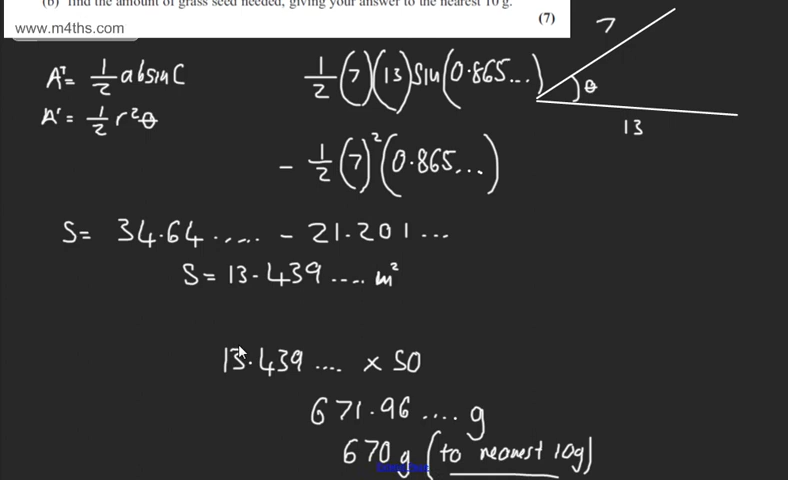 (b) find the amount of grass seed needed, giving your answer to the nearest 10 g.
(7)
www.m4ths.com
Aᵀ = 1/2 ab sin C
A' = 1/2 r²θ
1/2 (7)(13) sin(0.865...)
- 1/2 (7)² (0.865...)
7
θ
13
S = 34.64..... - 21.201...
S = 13.439.... m²
13.439.... × 50
671.96.... g
670 g (to nearest 10g)